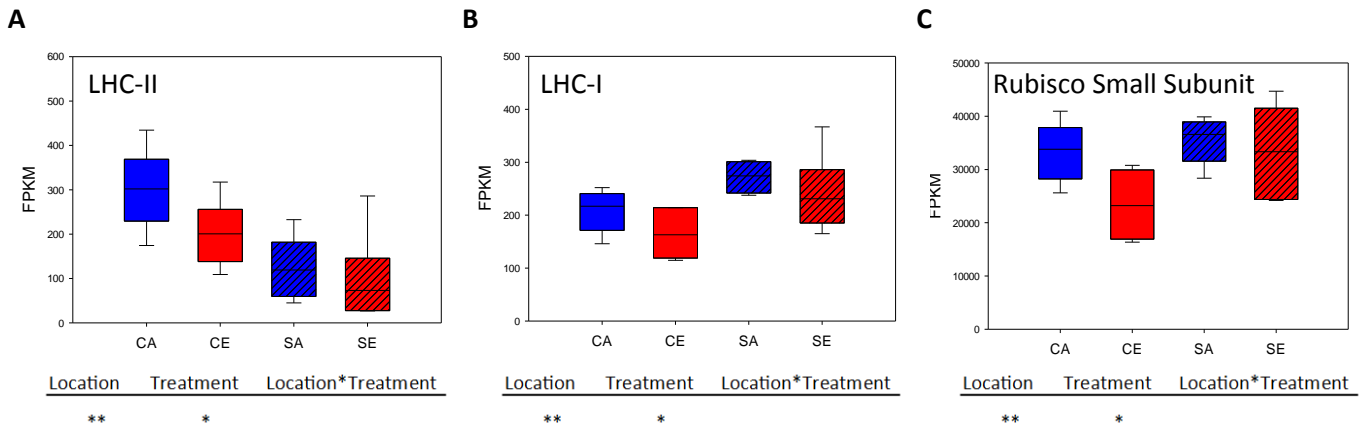 A
B
C
LHC-II
LHC-I
Rubisco Small Subunit
FPKM
600
500
400
300
200
100
0
CA CE SA SE
Location Treatment Location*Treatment
** *
FPKM
500
400
300
200
100
0
CA CE SA SE
Location Treatment Location*Treatment
** *
FPKM
50000
40000
30000
20000
10000
0
CA CE SA SE
Location Treatment Location*Treatment
** *